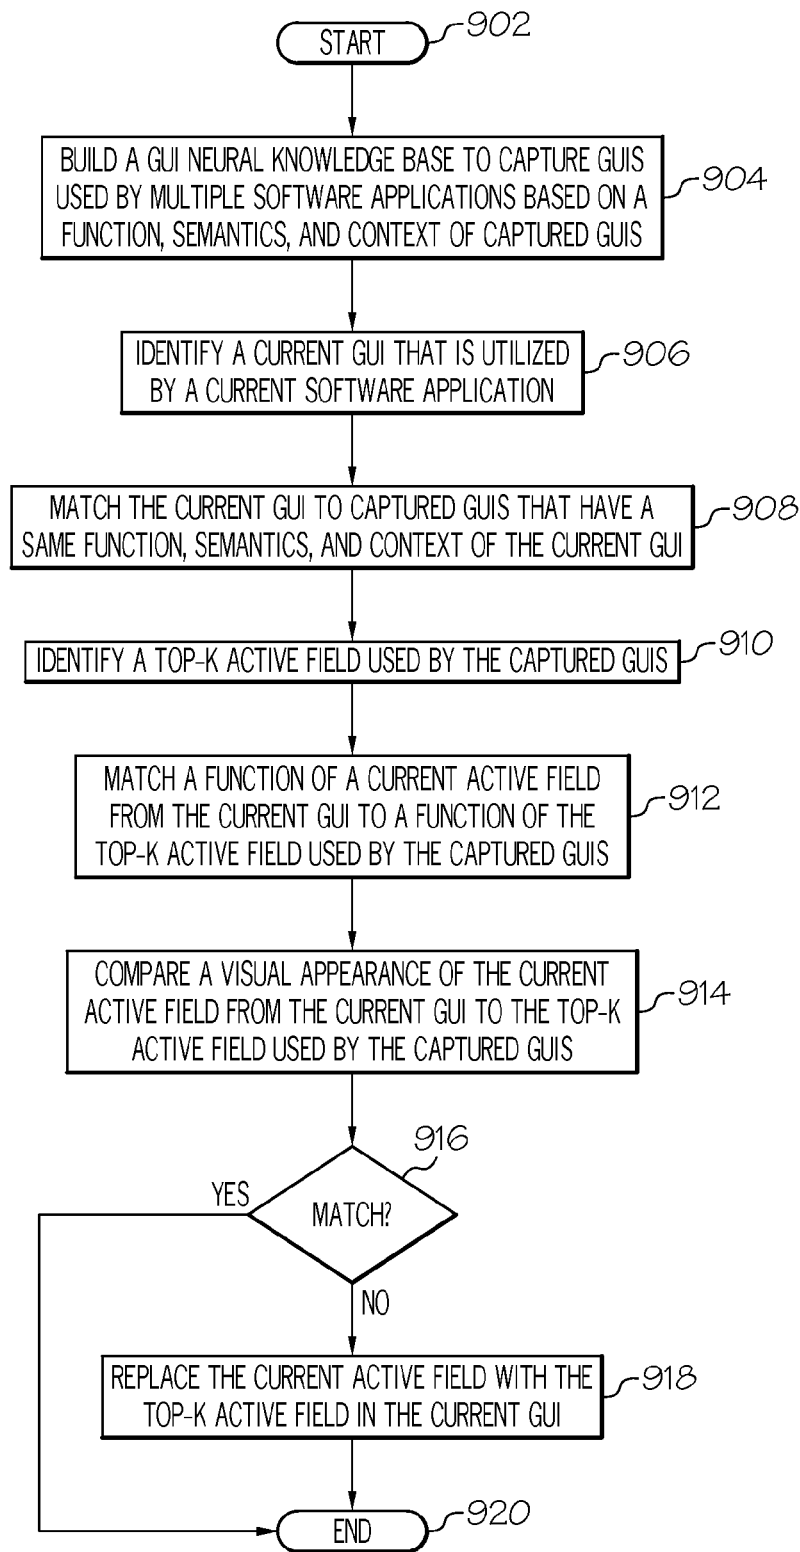 START
902
BUILD A GUI NEURAL KNOWLEDGE BASE TO CAPTURE GUIS
USED BY MULTIPLE SOFTWARE APPLICATIONS BASED ON A
FUNCTION, SEMANTICS, AND CONTEXT OF CAPTURED GUIS
904
IDENTIFY A CURRENT GUI THAT IS UTILIZED
BY A CURRENT SOFTWARE APPLICATION
906
MATCH THE CURRENT GUI TO CAPTURED GUIS THAT HAVE A
SAME FUNCTION, SEMANTICS, AND CONTEXT OF THE CURRENT GUI
908
IDENTIFY A TOP-K ACTIVE FIELD USED BY THE CAPTURED GUIS
910
MATCH A FUNCTION OF A CURRENT ACTIVE FIELD
FROM THE CURRENT GUI TO A FUNCTION OF THE
TOP-K ACTIVE FIELD USED BY THE CAPTURED GUIS
912
COMPARE A VISUAL APPEARANCE OF THE CURRENT
ACTIVE FIELD FROM THE CURRENT GUI TO THE TOP-K
ACTIVE FIELD USED BY THE CAPTURED GUIS
914
916
YES
MATCH?
NO
REPLACE THE CURRENT ACTIVE FIELD WITH THE
TOP-K ACTIVE FIELD IN THE CURRENT GUI
918
END
920